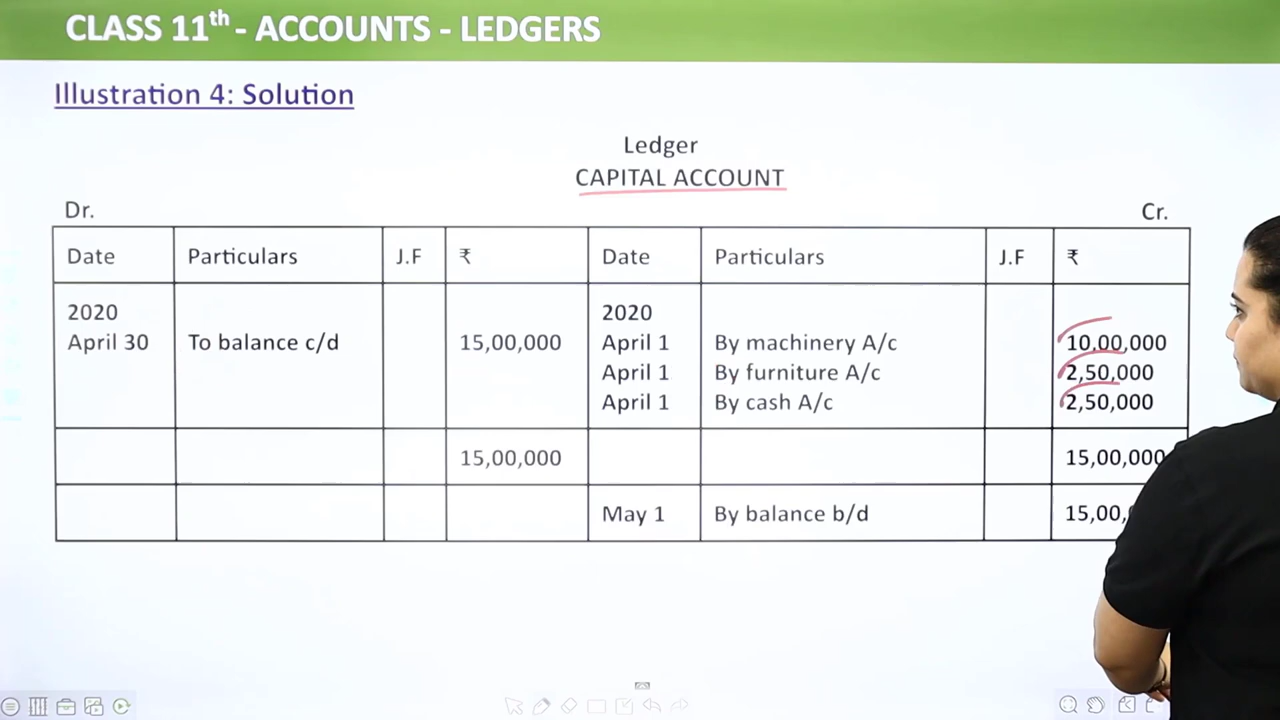 CLASS 11th - ACCOUNTS - LEDGERS
Illustration 4: Solution
Ledger
CAPITAL ACCOUNT
Dr. Cr.
Date Particulars J.F ₹ Date Particulars J.F ₹
2020 2020
April 30 To balance c/d 15,00,000 April 1 By machinery A/c 10,00,000
April 1 By furniture A/c 2,50,000
April 1 By cash A/c 2,50,000
15,00,000 15,00,000
May 1 By balance b/d 15,00,